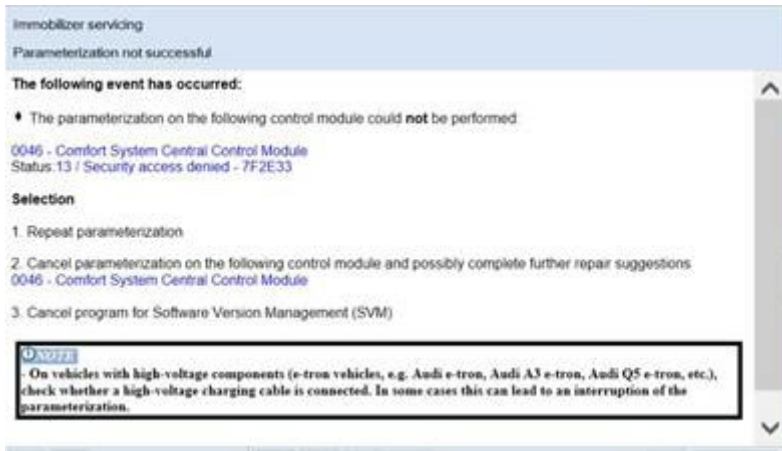 Immobilizer servicing
Parameterization not successful
The following event has occurred:
♦ The parameterization on the following control module could not be performed
0046 - Comfort System Central Control Module
Status:13 / Security access denied - 7F2E33
Selection
1. Repeat parameterization
2. Cancel parameterization on the following control module and possibly complete further repair suggestions
0046 - Comfort System Central Control Module
3. Cancel program for Software Version Management (SVM)
NOTE
- On vehicles with high-voltage components (e-tron vehicles, e.g. Audi e-tron, Audi A3 e-tron, Audi Q5 e-tron, etc.),
check whether a high-voltage charging cable is connected. In some cases this can lead to an interruption of the
parameterization.